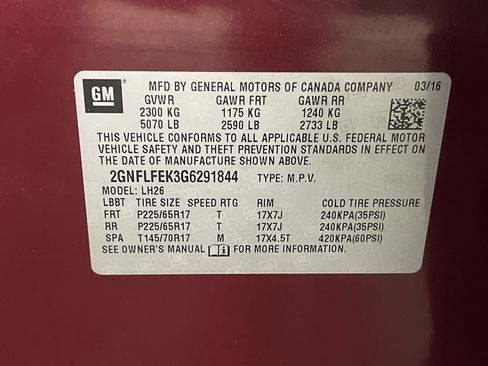 GM
MFD BY GENERAL MOTORS OF CANADA COMPANY 03/16
GVWR GAWR FRT GAWR RR
2300 KG 1175 KG 1240 KG
5070 LB 2590 LB 2733 LB
THIS VEHICLE CONFORMS TO ALL APPLICABLE U.S. FEDERAL MOTOR
VEHICLE SAFETY AND THEFT PREVENTION STANDARDS IN EFFECT ON
THE DATE OF MANUFACTURE SHOWN ABOVE.
2GNFLFEK3G6291844 TYPE: M.P.V.
MODEL: LH26
LBBT TIRE SIZE SPEED RTG RIM COLD TIRE PRESSURE
FRT P225/65R17 T 17X7J 240KPA(35PSI)
RR P225/65R17 T 17X7J 240KPA(35PSI)
SPA T145/70R17 M 17X4.5T 420KPA(60PSI)
SEE OWNER'S MANUAL FOR MORE INFORMATION.